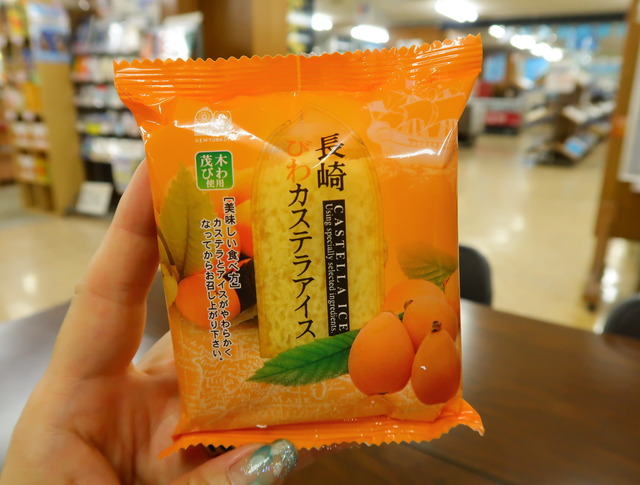 茂木
びわ
使用
長崎
びわカステラアイス
CASTELLA ICE
Using specially selected ingredients
【美味しい食べ方】
カステラとアイスがやわらかく
なってからお召し上がり下さい。